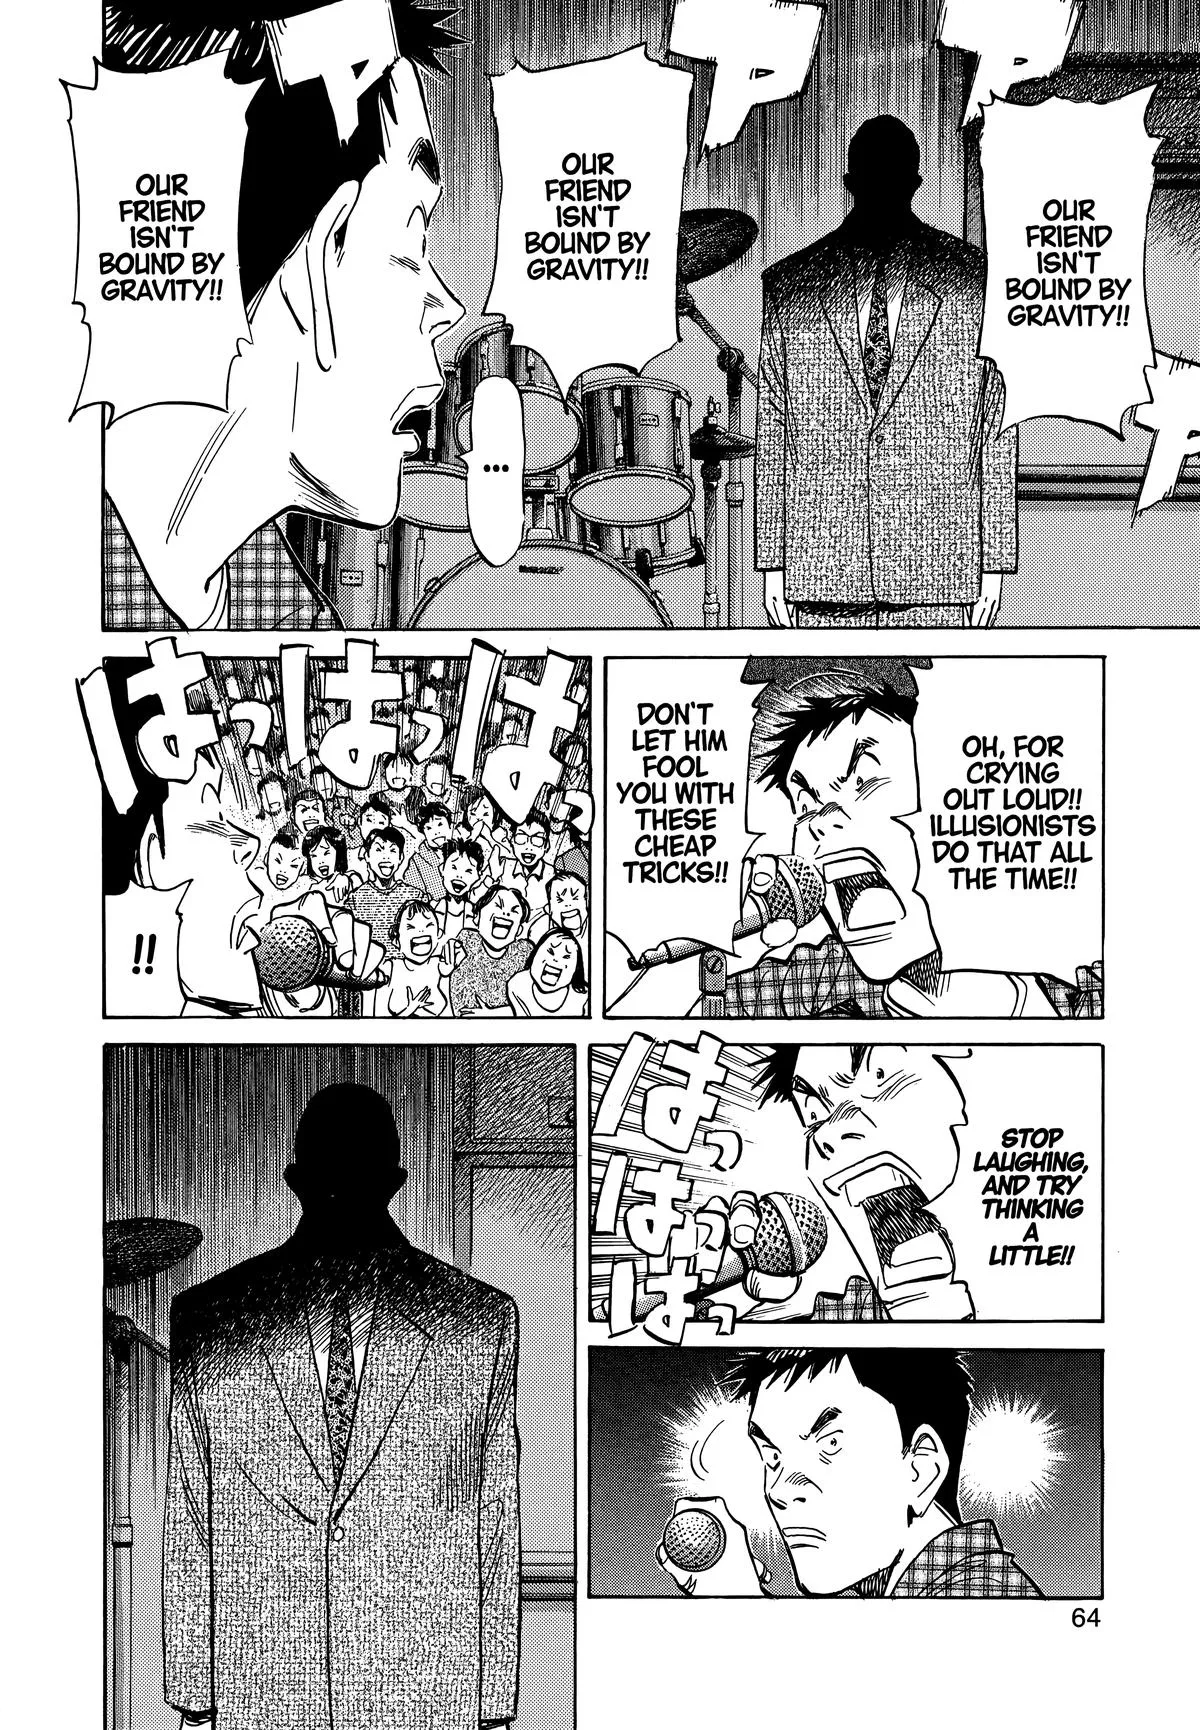 OUR
FRIEND
ISN'T
BOUND BY
GRAVITY!!
OUR
FRIEND
ISN'T
BOUND BY
GRAVITY!!
...
OUR
FRIEND
ISN'T
BOUND BY
GRAVITY!!
OH, FOR
CRYING
OUT LOUD!!
ILLUSIONISTS
DO THAT ALL
THE TIME!!
DON'T
LET HIM
FOOL
YOU WITH
THESE
CHEAP
TRICKS!!
はっはっはっ
!!
STOP
LAUGHING,
AND TRY
THINKING
A
LITTLE!!
はっ
はっ
はっ
64